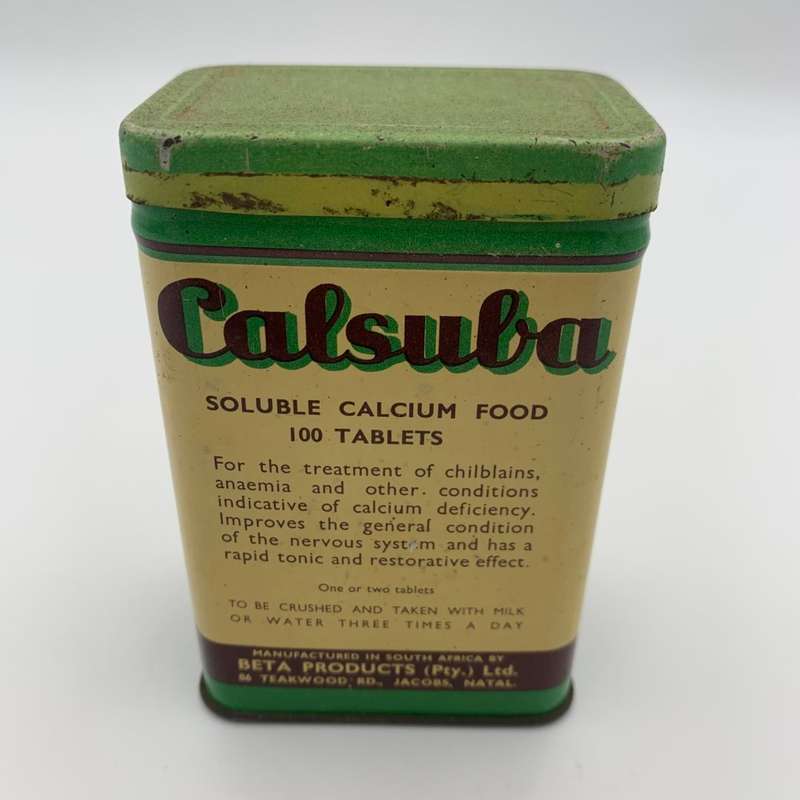 Calsuba
SOLUBLE CALCIUM FOOD
100 TABLETS
For the treatment of chilblains,
anaemia and other conditions
indicative of calcium deficiency.
Improves the general condition
of the nervous system and has a
rapid tonic and restorative effect.
One or two tablets
TO BE CRUSHED AND TAKEN WITH MILK
OR WATER THREE TIMES A DAY
MANUFACTURED IN SOUTH AFRICA BY
BETA PRODUCTS (Pty.) Ltd.
86 TEAKWOOD RD., JACOBS, NATAL.